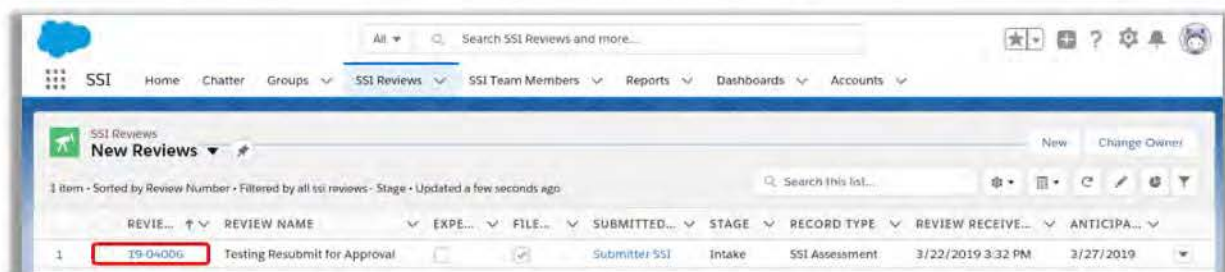 All Search SSI Reviews and more...
SSI Home Chatter Groups SSI Reviews SSI Team Members Reports Dashboards Accounts
SSI Reviews
New Reviews
New Change Owner
1 item • Sorted by Review Number • Filtered by all ssi reviews - Stage • Updated a few seconds ago
Search this list...
REVIE... REVIEW NAME EXPE... FILE... SUBMITTED... STAGE RECORD TYPE REVIEW RECEIVE... ANTICIPA...
1 19-04006 Testing Resubmit for Approval Submitter SSI Intake SSI Assessment 3/22/2019 3:32 PM 3/27/2019